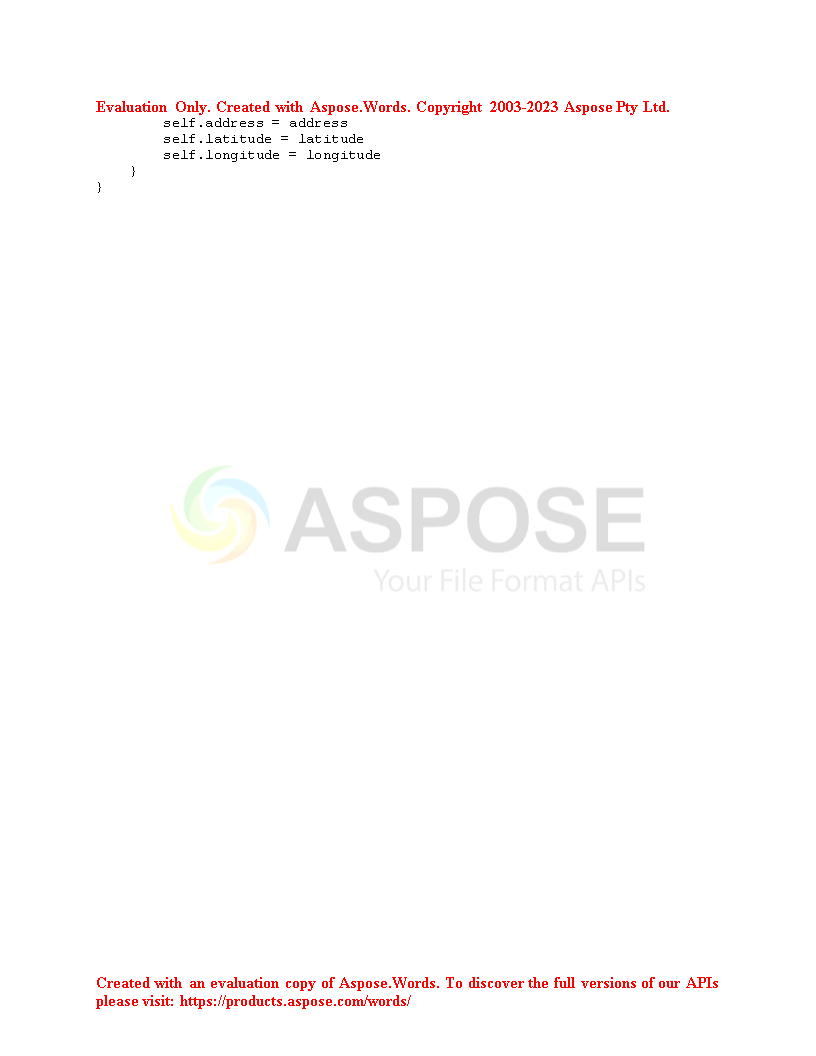 Evaluation Only. Created with Aspose.Words. Copyright 2003-2023 Aspose Pty Ltd.
        self.address = address
        self.latitude = latitude
        self.longitude = longitude
    }
}
ASPOSE
Your File Format APIs
Created with an evaluation copy of Aspose.Words. To discover the full versions of our APIs
please visit: https://products.aspose.com/words/